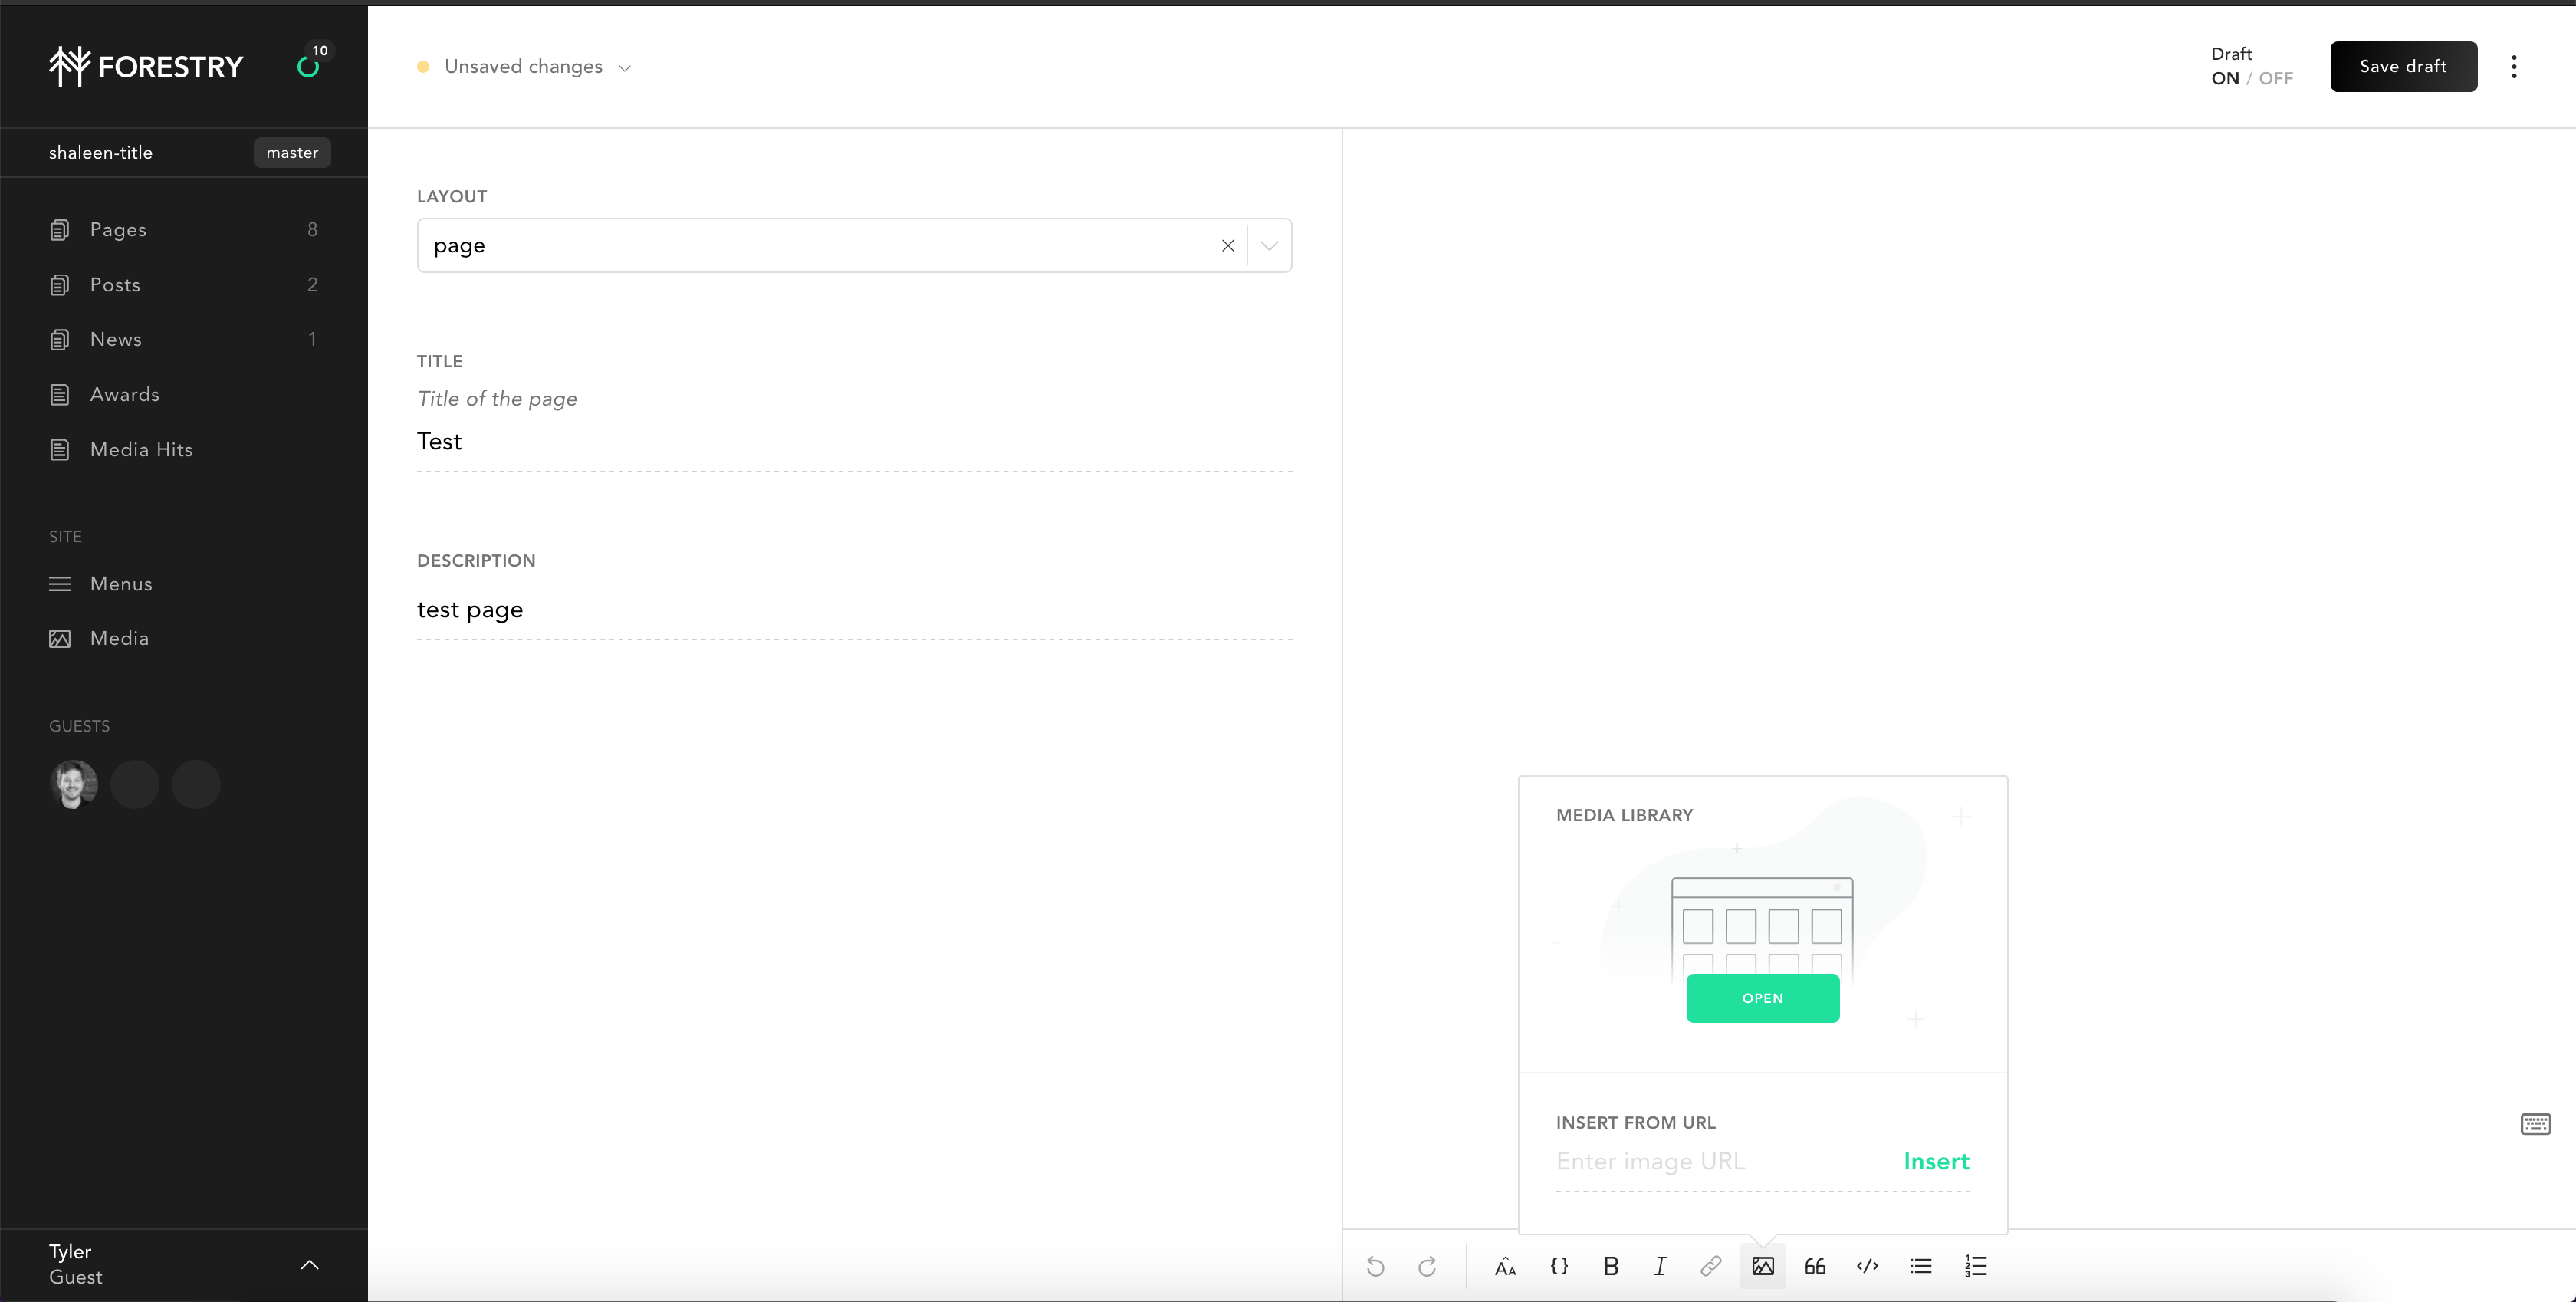 FORESTRY
10
shaleen-title
master
Pages
8
Posts
2
News
1
Awards
Media Hits
SITE
Menus
Media
GUESTS
Tyler
Guest
Unsaved changes
Draft
ON / OFF
Save draft
LAYOUT
page
TITLE
Title of the page
Test
DESCRIPTION
test page
MEDIA LIBRARY
OPEN
INSERT FROM URL
Enter image URL
Insert